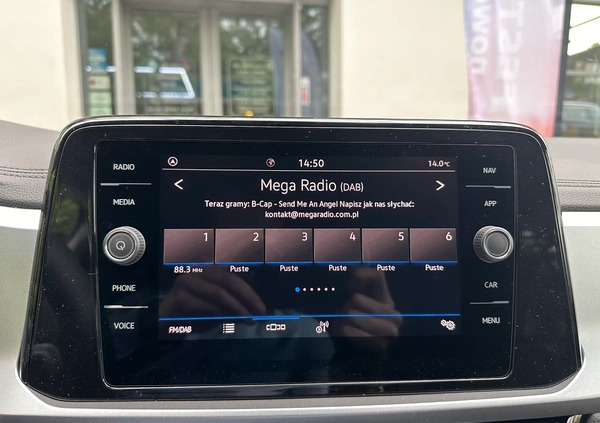 RADIO
MEDIA
PHONE
VOICE
14:50
14.0°C
Mega Radio (DAB)
Teraz gramy: B-Cap - Send Me An Angel Napisz jak nas słychać:
kontakt@megaradio.com.pl
1 2 3 4 5 6
88.3 MHz Puste Puste Puste Puste Puste
FM/DAB
NAV
APP
CAR
MENU
nowe
FEST